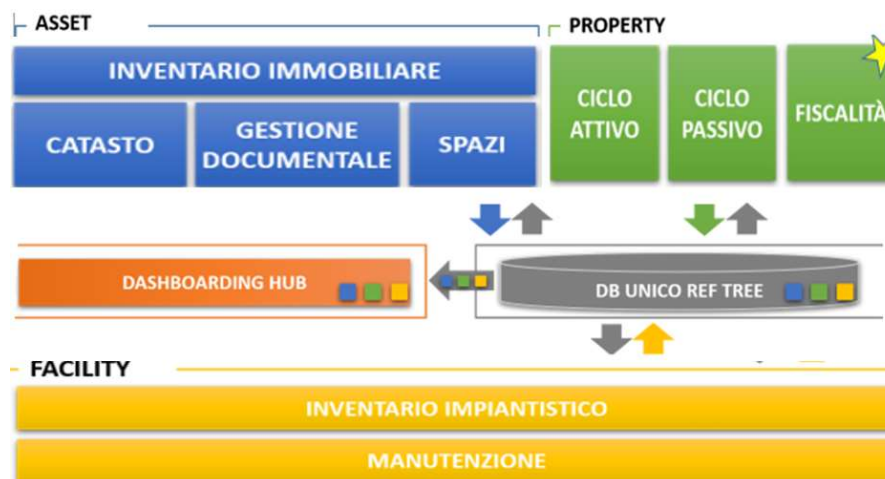 ASSET
PROPERTY
INVENTARIO IMMOBILIARE
CATASTO
GESTIONE
DOCUMENTALE
SPAZI
CICLO
ATTIVO
CICLO
PASSIVO
FISCALITÀ
DASHBOARDING HUB
DB UNICO REF TREE
FACILITY
INVENTARIO IMPIANTISTICO
MANUTENZIONE